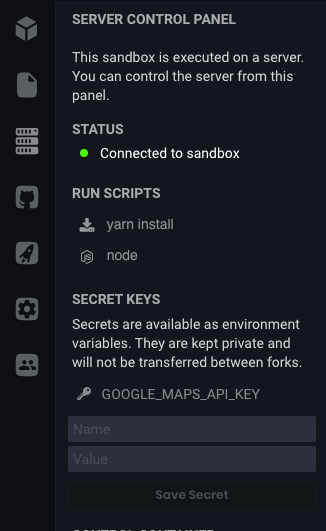 SERVER CONTROL PANEL
This sandbox is executed on a server.
You can control the server from this
panel.
STATUS
Connected to sandbox
RUN SCRIPTS
yarn install
node
SECRET KEYS
Secrets are available as environment
variables. They are kept private and
will not be transferred between forks.
GOOGLE_MAPS_API_KEY
Name
Value
Save Secret
CONTROL CONTAINER